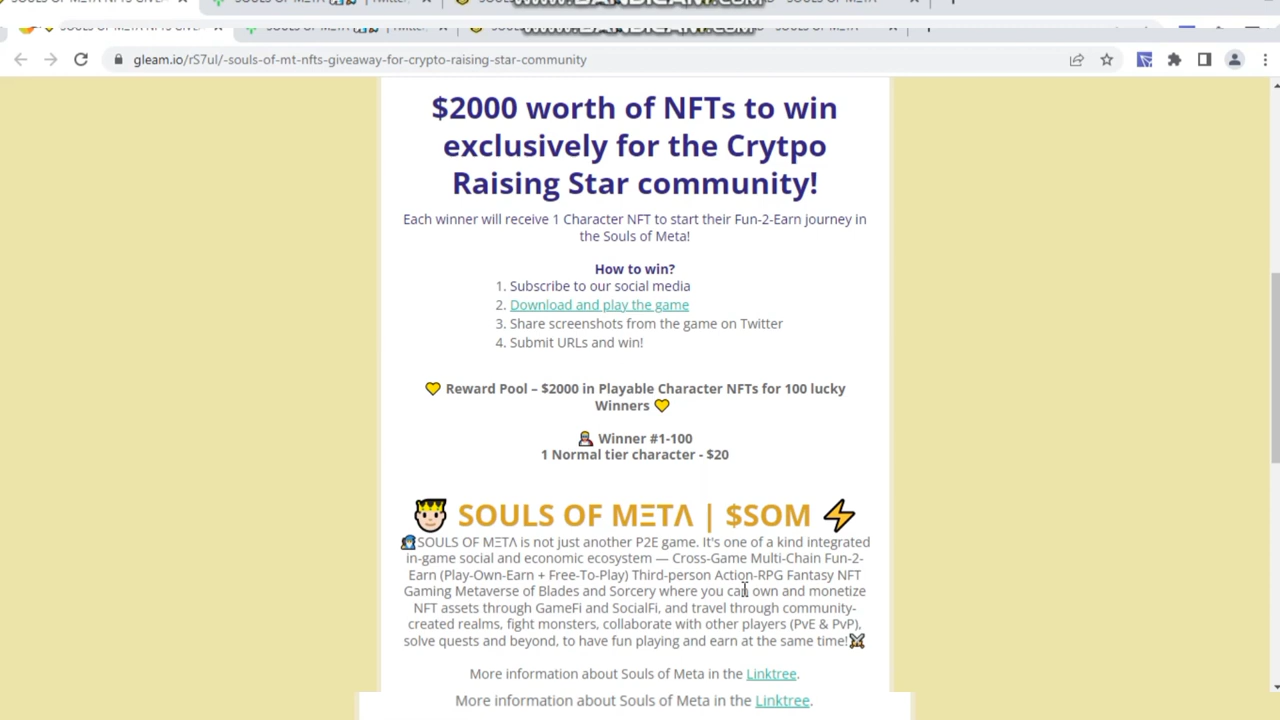 SOULS OF MΞTΛ
Twitter
www.BANDICAM.com
gleam.io/rS7uI/-souls-of-mt-nfts-giveaway-for-crypto-raising-star-community
$2000 worth of NFTs to win
exclusively for the Crytpo
Raising Star community!
Each winner will receive 1 Character NFT to start their Fun-2-Earn journey in
the Souls of Meta!
How to win?
1. Subscribe to our social media
2. Download and play the game
3. Share screenshots from the game on Twitter
4. Submit URLs and win!
💛 Reward Pool – $2000 in Playable Character NFTs for 100 lucky
Winners 💛
Winner #1-100
1 Normal tier character - $20
SOULS OF MΞTΛ | $SOM ⚡
SOULS OF MΞTΛ is not just another P2E game. It's one of a kind integrated
in-game social and economic ecosystem — Cross-Game Multi-Chain Fun-2-
Earn (Play-Own-Earn + Free-To-Play) Third-person Action-RPG Fantasy NFT
Gaming Metaverse of Blades and Sorcery where you can own and monetize
NFT assets through GameFi and SocialFi, and travel through community-
created realms, fight monsters, collaborate with other players (PvE & PvP),
solve quests and beyond, to have fun playing and earn at the same time!⚔
More information about Souls of Meta in the Linktree.
More information about Souls of Meta in the Linktree.